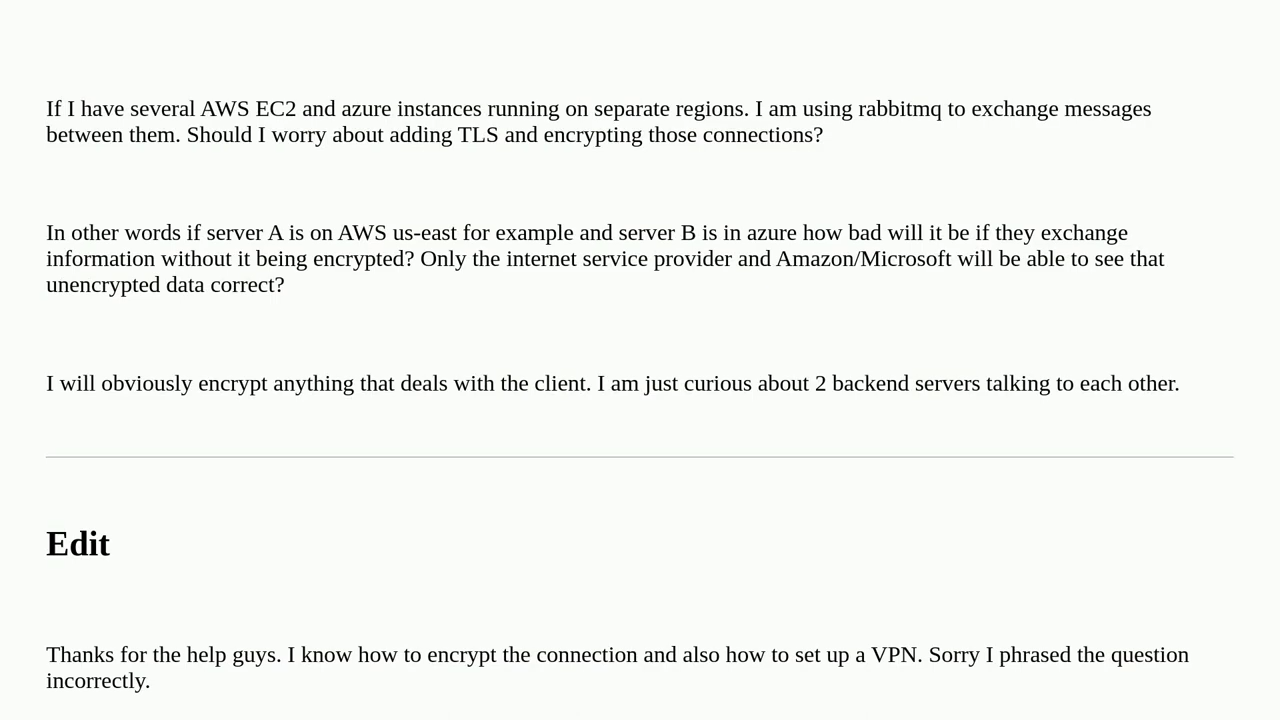 If I have several AWS EC2 and azure instances running on separate regions. I am using rabbitmq to exchange messages
between them. Should I worry about adding TLS and encrypting those connections?
In other words if server A is on AWS us-east for example and server B is in azure how bad will it be if they exchange
information without it being encrypted? Only the internet service provider and Amazon/Microsoft will be able to see that
unencrypted data correct?
I will obviously encrypt anything that deals with the client. I am just curious about 2 backend servers talking to each other.
Edit
Thanks for the help guys. I know how to encrypt the connection and also how to set up a VPN. Sorry I phrased the question
incorrectly.